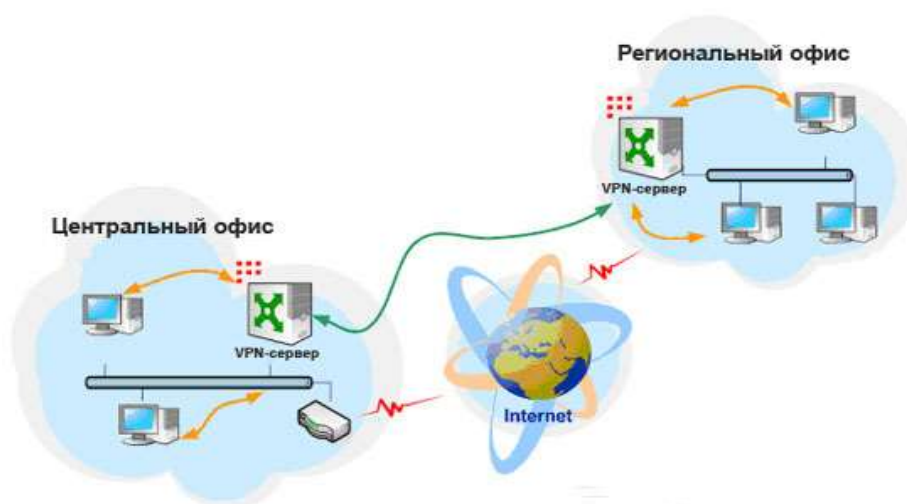 Региональный офис
VPN-сервер
Центральный офис
VPN-сервер
Internet